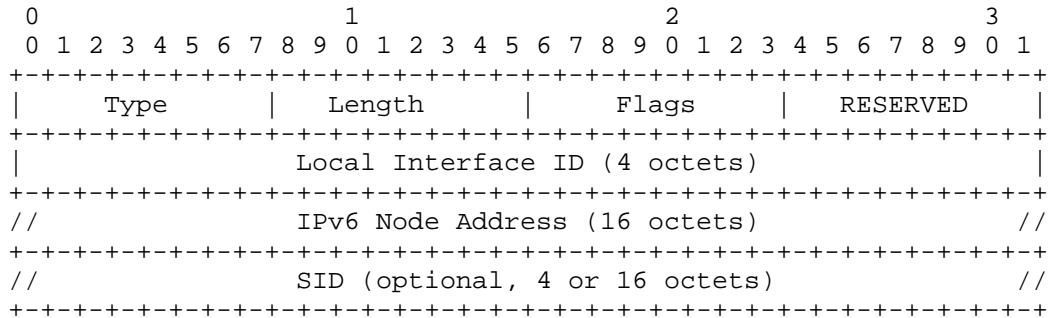 0                   1                   2                   3
 0 1 2 3 4 5 6 7 8 9 0 1 2 3 4 5 6 7 8 9 0 1 2 3 4 5 6 7 8 9 0 1
+-+-+-+-+-+-+-+-+-+-+-+-+-+-+-+-+-+-+-+-+-+-+-+-+-+-+-+-+-+-+-+-+
|     Type      |   Length      |     Flags     |   RESERVED    |
+-+-+-+-+-+-+-+-+-+-+-+-+-+-+-+-+-+-+-+-+-+-+-+-+-+-+-+-+-+-+-+-+
|                 Local Interface ID (4 octets)                 |
+-+-+-+-+-+-+-+-+-+-+-+-+-+-+-+-+-+-+-+-+-+-+-+-+-+-+-+-+-+-+-+-+
//                IPv6 Node Address (16 octets)                //
+-+-+-+-+-+-+-+-+-+-+-+-+-+-+-+-+-+-+-+-+-+-+-+-+-+-+-+-+-+-+-+-+
//                SID (optional, 4 or 16 octets)               //
+-+-+-+-+-+-+-+-+-+-+-+-+-+-+-+-+-+-+-+-+-+-+-+-+-+-+-+-+-+-+-+-+